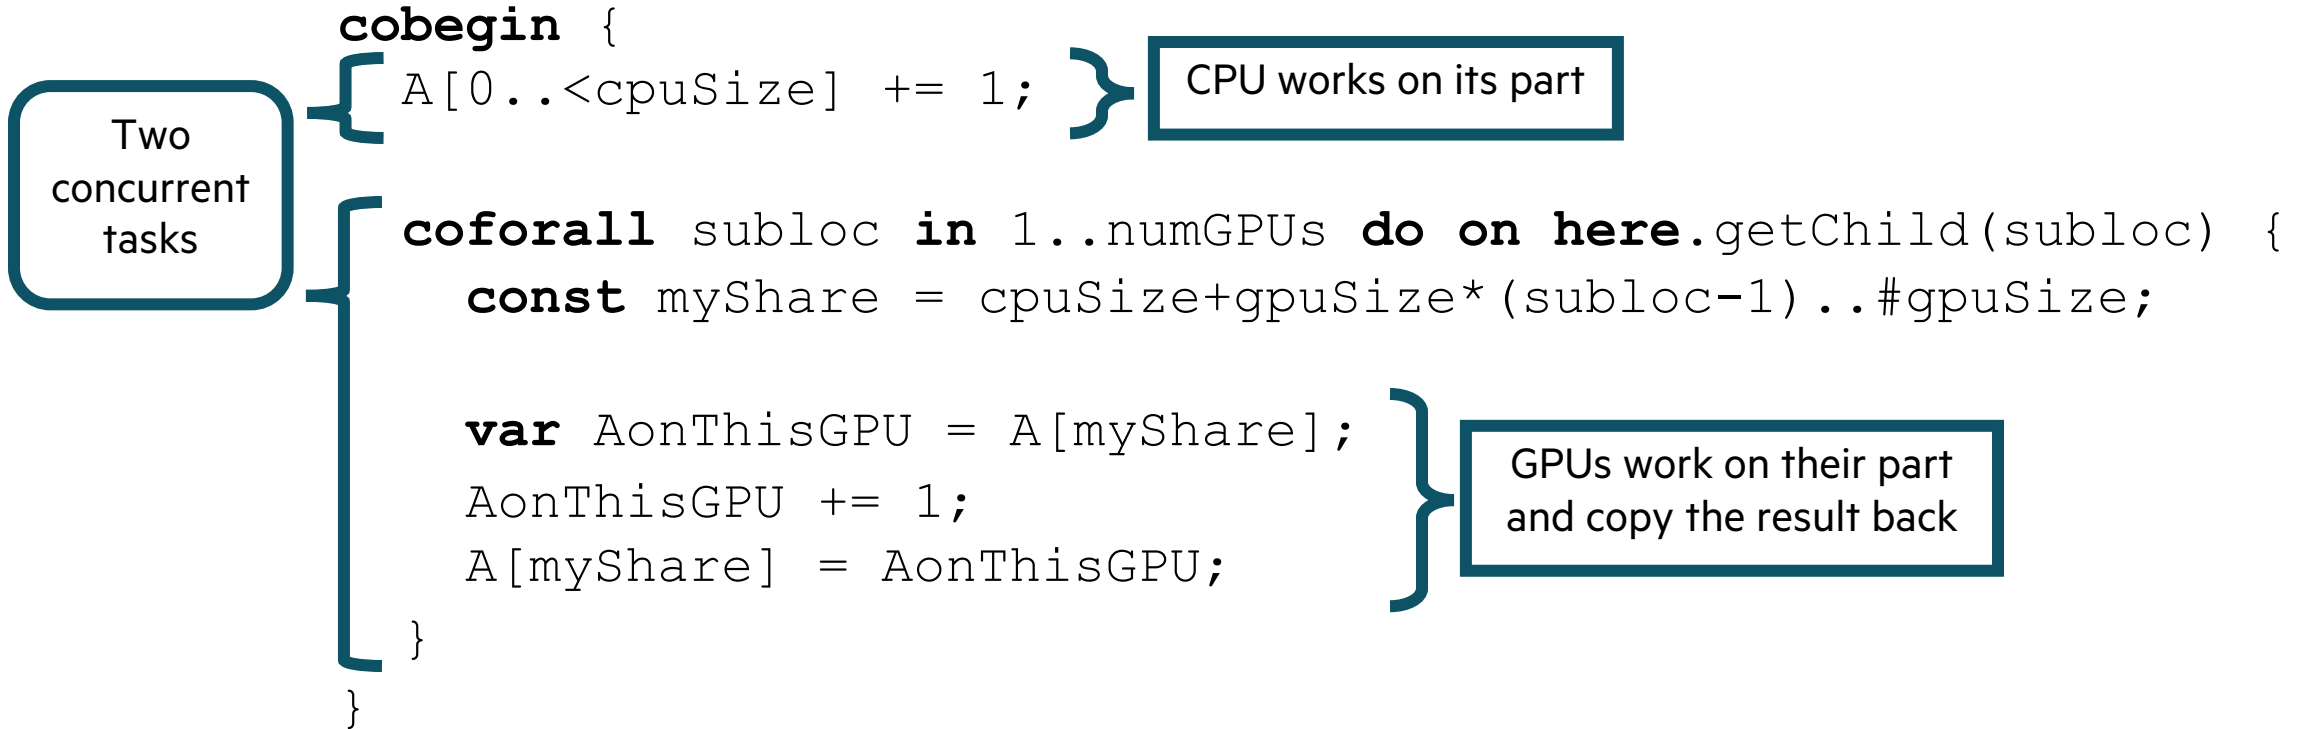 cobegin {
A[0..<cpuSize] += 1;
CPU works on its part
Two
concurrent
tasks
coforall subloc in 1..numGPUs do on here.getChild(subloc) {
const myShare = cpuSize+gpuSize*(subloc-1)..#gpuSize;
var AonThisGPU = A[myShare];
AonThisGPU += 1;
A[myShare] = AonThisGPU;
GPUs work on their part
and copy the result back
}
}